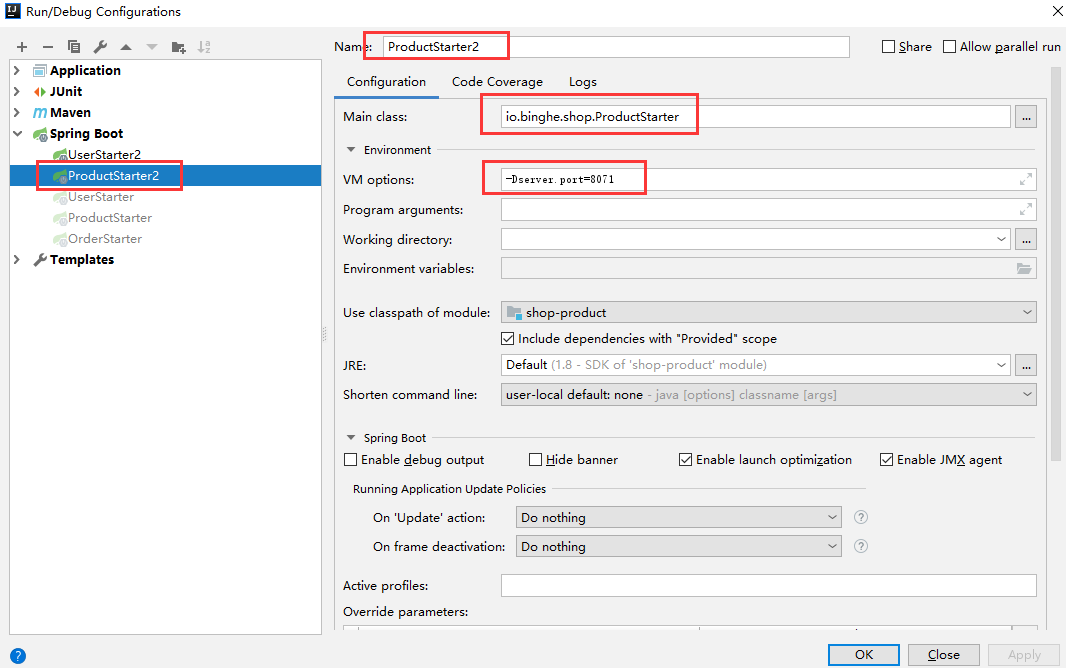 Run/Debug Configurations
Name: ProductStarter2 Share Allow parallel run
Application
JUnit
Maven
Spring Boot
UserStarter2
ProductStarter2
UserStarter
ProductStarter
OrderStarter
Templates
Configuration Code Coverage Logs
Main class: io.binghe.shop.ProductStarter ...
Environment
VM options: -Dserver.port=8071
Program arguments:
Working directory: ...
Environment variables:
Use classpath of module: shop-product
Include dependencies with "Provided" scope
JRE: Default (1.8 - SDK of 'shop-product' module) ...
Shorten command line: user-local default: none - java [options] classname [args]
Spring Boot
Enable debug output Hide banner Enable launch optimization Enable JMX agent
Running Application Update Policies
On 'Update' action: Do nothing ?
On frame deactivation: Do nothing ?
Active profiles:
Override parameters:
? OK Close Apply